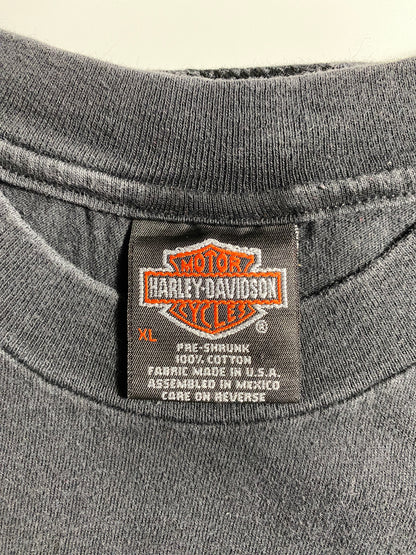 MOTOR
HARLEY-DAVIDSON
CYCLES
®
XL
PRE-SHRUNK
100% COTTON
FABRIC MADE IN U.S.A.
ASSEMBLED IN MEXICO
CARE ON REVERSE